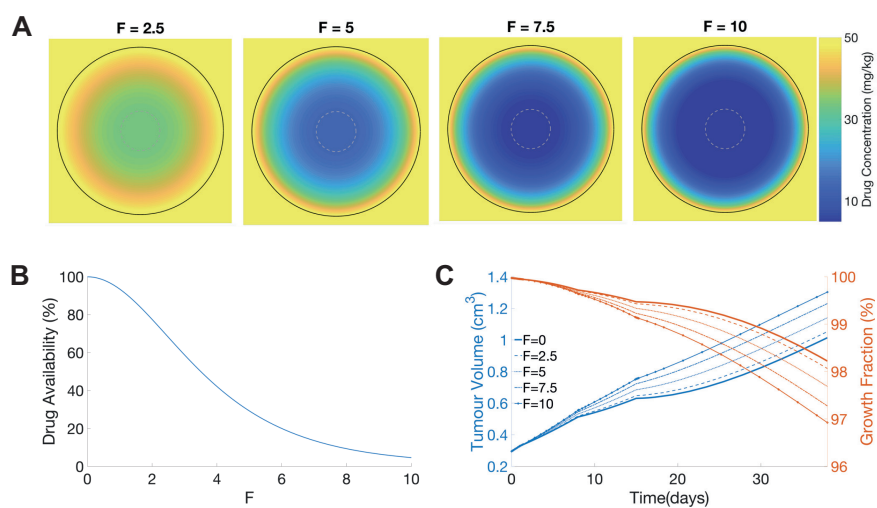 A
F = 2.5
F = 5
F = 7.5
F = 10
50
30
10
Drug Concentration (mg/kg)
B
100
80
60
40
20
0
Drug Availability (%)
0 2 4 6 8 10
F
C
1.4
1.2
1
0.8
0.6
0.4
0.2
Tumour Volume (cm³)
F=0
F=2.5
F=5
F=7.5
F=10
100
99
98
97
96
Growth Fraction (%)
0 10 20 30
Time(days)